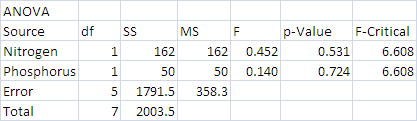 ANOVA
Source df SS MS F p-Value F-Critical
Nitrogen 1 162 162 0.452 0.531 6.608
Phosphorus 1 50 50 0.140 0.724 6.608
Error 5 1791.5 358.3
Total 7 2003.5